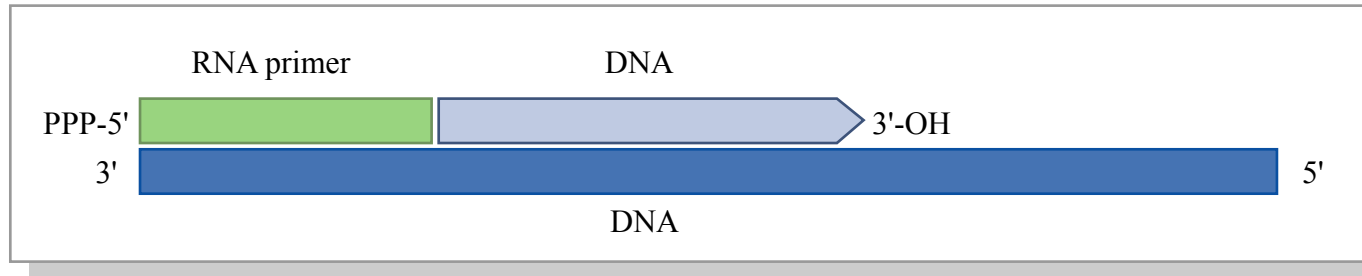 RNA primer DNA
PPP-5' 3'-OH
3' 5'
DNA